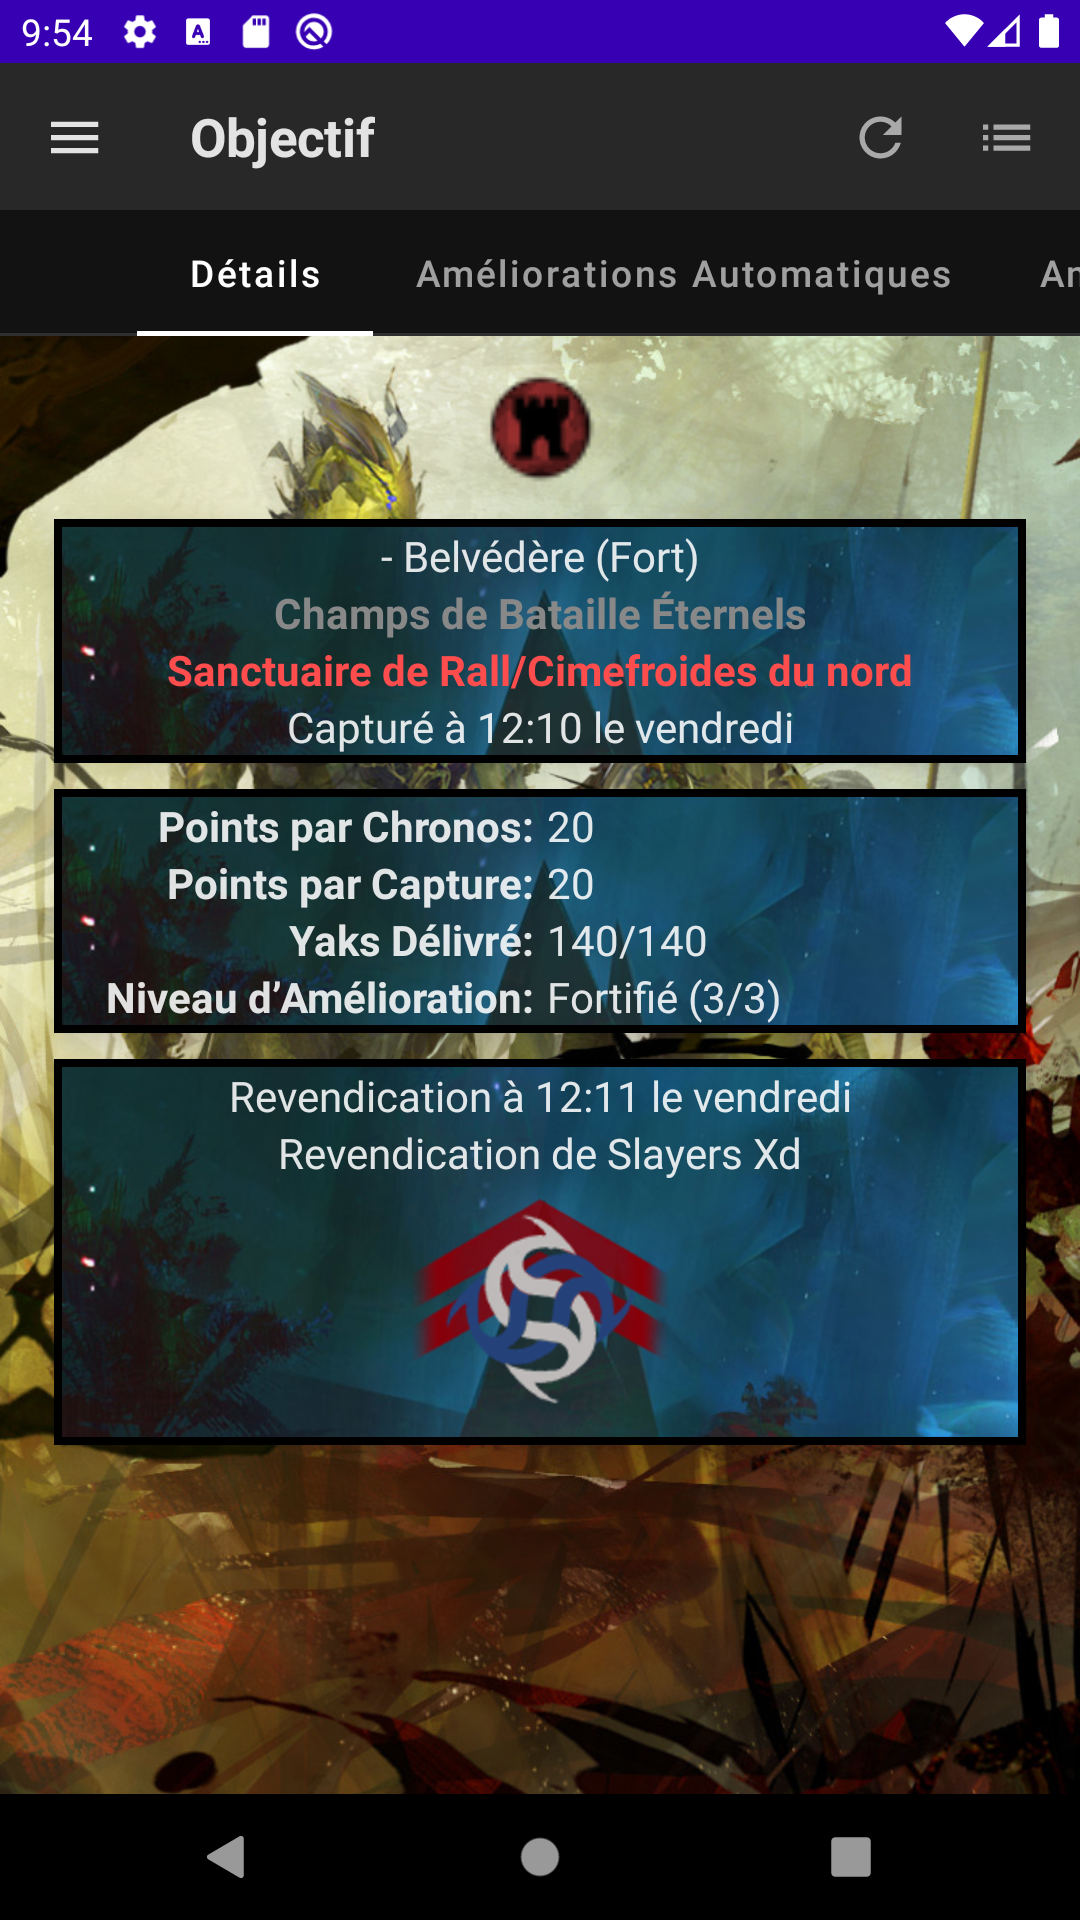 9:54
Objectif
Détails
Améliorations Automatiques
Am
- Belvédère (Fort)
Champs de Bataille Éternels
Sanctuaire de Rall/Cimefroides du nord
Capturé à 12:10 le vendredi
Points par Chronos: 20
Points par Capture: 20
Yaks Délivré: 140/140
Niveau d’Amélioration: Fortifié (3/3)
Revendication à 12:11 le vendredi
Revendication de Slayers Xd